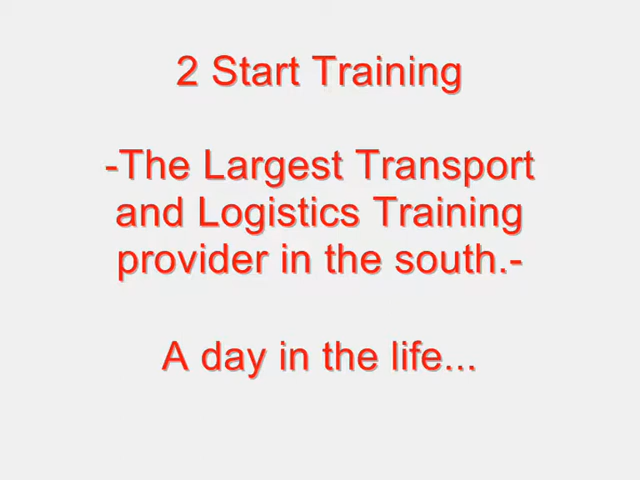 2 Start Training
-The Largest Transport
and Logistics Training
provider in the south.-
A day in the life...